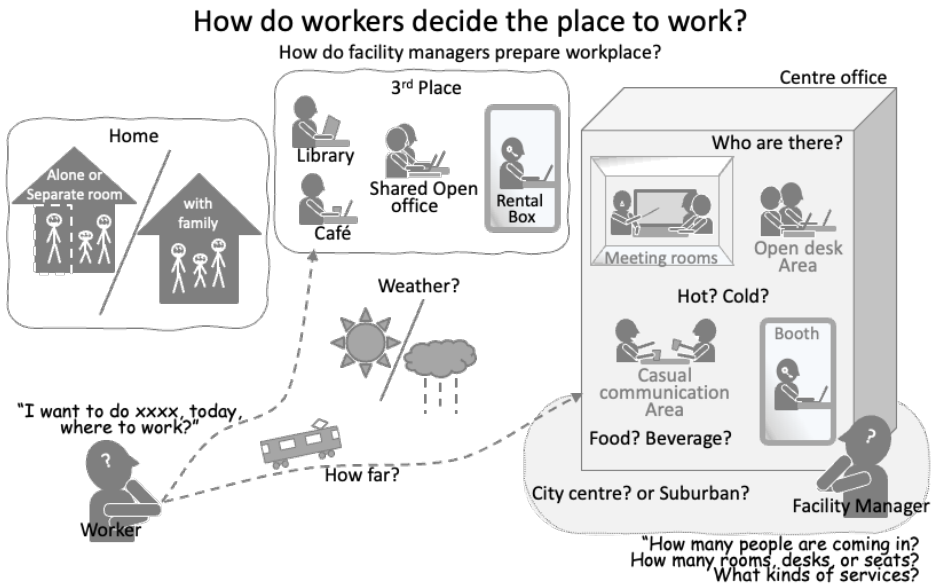 How do workers decide the place to work?
How do facility managers prepare workplace?
Home
Alone or
Separate room
with
family
3rd Place
Library
Café
Shared Open
office
Rental
Box
Centre office
Who are there?
Meeting rooms
Open desk
Area
Hot? Cold?
Casual
communication
Area
Booth
Food? Beverage?
City centre? or Suburban?
Weather?
"I want to do xxxx, today,
where to work?"
?
Worker
How far?
?
Facility Manager
"How many people are coming in?
How many rooms, desks, or seats?
What kinds of services?